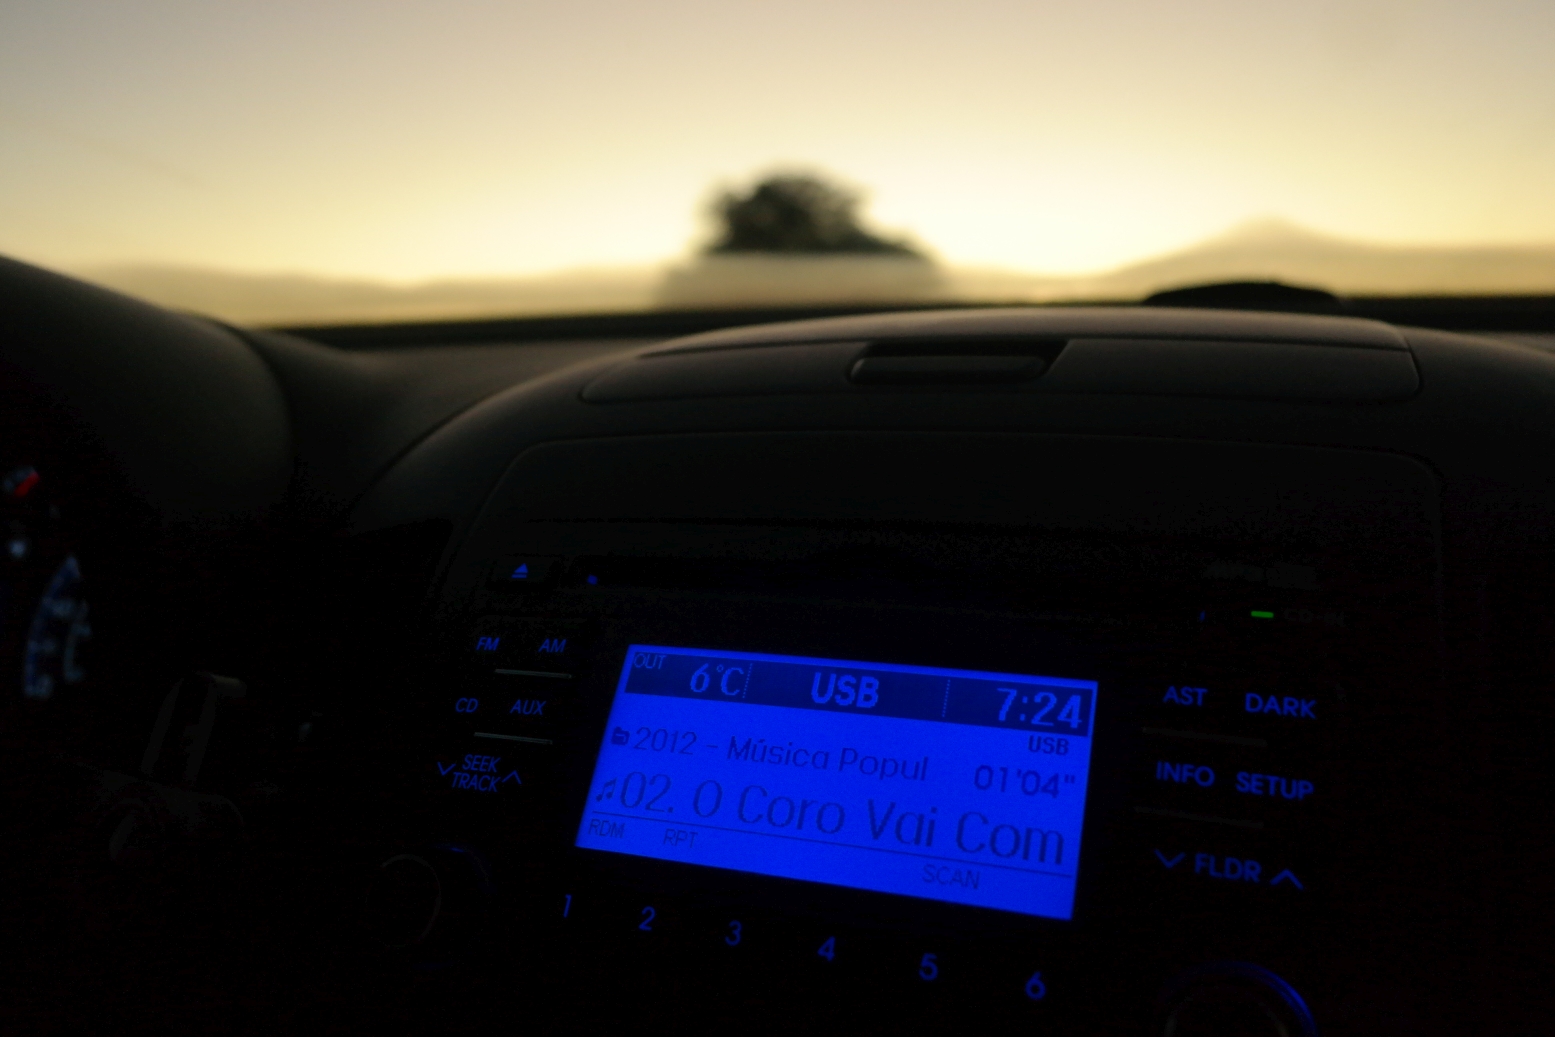 FM AM
CD AUX
SEEK
TRACK
OUT 6°C USB 7:24
USB
2012 - Música Popul 01'04"
02. O Coro Vai Com
RDM RPT SCAN
AST DARK
INFO SETUP
FLDR
1 2 3 4 5 6